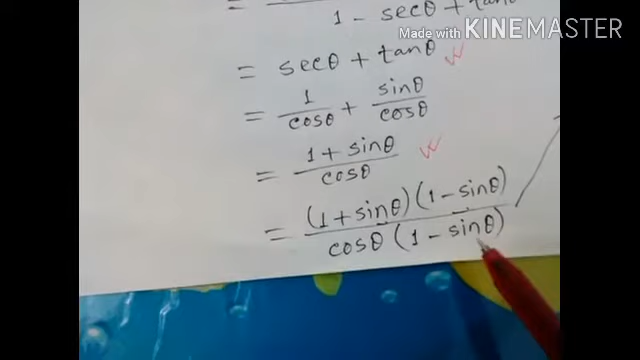 =
1 - secθ + tanθ
Made with KINEMASTER
= secθ + tanθ
= 1/cosθ + sinθ/cosθ
= (1 + sinθ)/cosθ
= (1 + sinθ)(1 - sinθ)/cosθ (1 - sinθ)